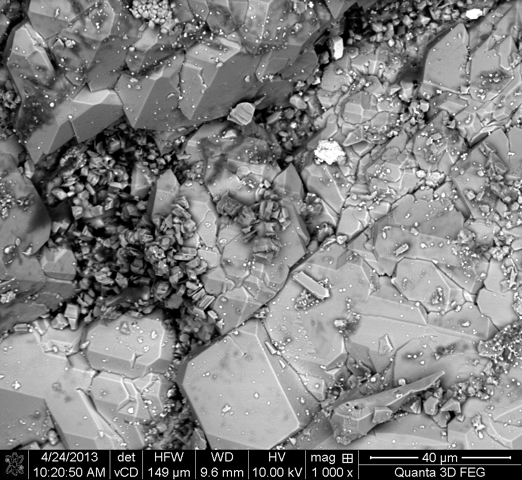 4/24/2013 det HFW WD HV mag 40 µm
10:20:50 AM vCD 149 µm 9.6 mm 10.00 kV 1 000 x Quanta 3D FEG